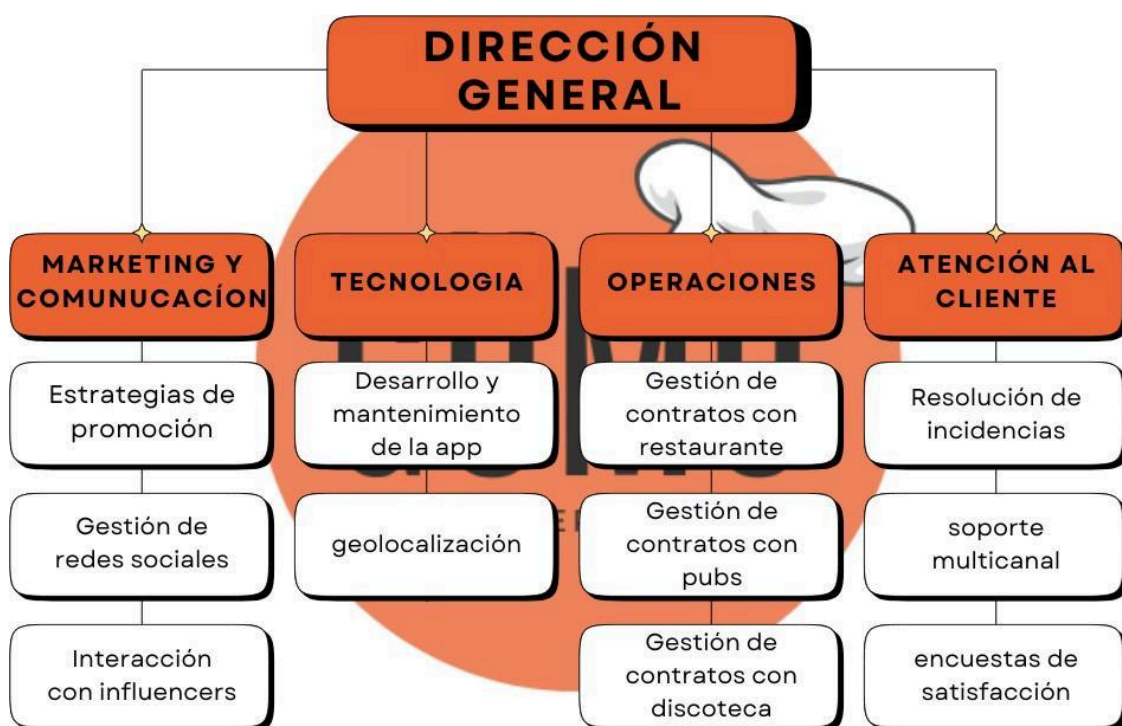 DIRECCIÓN
GENERAL
MARKETING Y
COMUNUCACÍON
Estrategias de
promoción
Gestión de
redes sociales
Interacción
con influencers
TECNOLOGIA
Desarrollo y
mantenimiento
de la app
geolocalización
OPERACIONES
Gestión de
contratos con
restaurante
Gestión de
contratos con
pubs
Gestión de
contratos con
discoteca
ATENCIÓN AL
CLIENTE
Resolución de
incidencias
soporte
multicanal
encuestas de
satisfacción